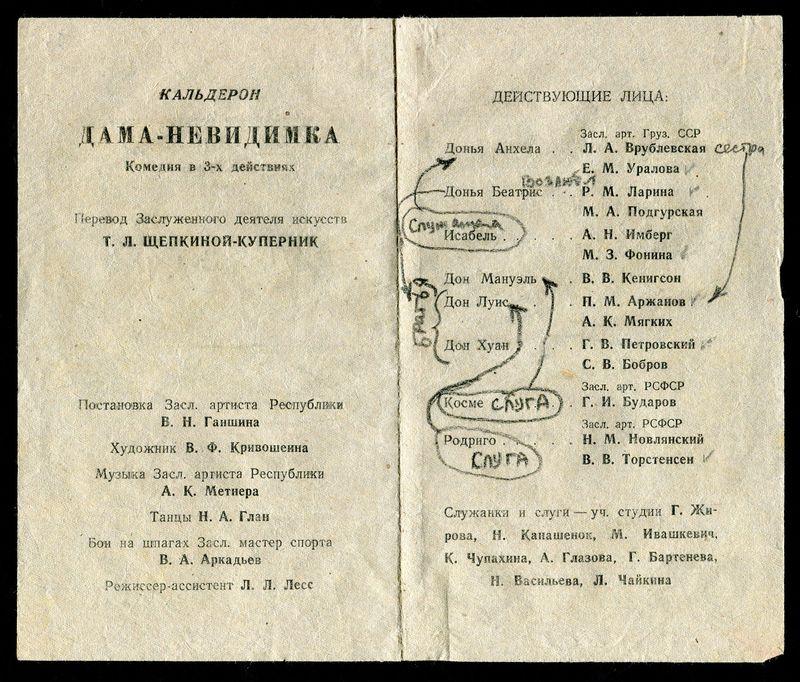 КАЛЬДЕРОН
ДАМА-НЕВИДИМКА
Комедия в 3-х действиях
Перевод Заслуженного деятеля искусств
Т. Л. ЩЕПКИНОЙ-КУПЕРНИК
Постановка Засл. артиста Республики
В. Н. Ганшина
Художник В. Ф. Кривошеина
Музыка Засл. артиста Республики
А. К. Метнера
Танцы Н. А. Глан
Бои на шпагах Засл. мастер спорта
В. А. Аркадьев
Режиссер-ассистент Л. Л. Лесс
ДЕЙСТВУЮЩИЕ ЛИЦА:
Засл. арт. Груз. ССР
Донья Анхела . . Л. А. Врублевская сестра
Е. М. Уралова
Донья Беатрис . . Р. М. Ларина
М. А. Подгурская
Служанка
Исабель . . . . А. Н. Имберг
М. З. Фонина
Дон Мануэль . . В. В. Кенигсон
братья
Дон Луис . . . П. М. Аржанов
А. К. Мягких
Дон Хуан . . . . Г. В. Петровский
С. В. Бобров
Засл. арт. РСФСР
Косме СЛУГА . . Г. И. Бударов
Засл. арт. РСФСР
Родриго . . . . . Н. М. Новлянский
СЛУГА
В. В. Торстенсен
Служанки и слуги — уч. студии Г. Жи-
рова, Н. Капашенок, М. Ивашкевич,
К. Чупахина, А. Глазова, Г. Бартенева,
Н. Васильева, Л. Чайкина